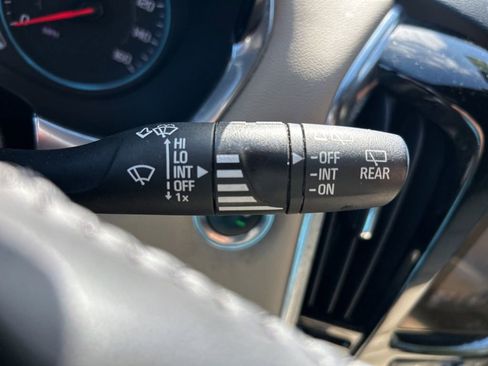 HI
LO
INT
OFF
1x
-OFF
-INT
-ON
REAR